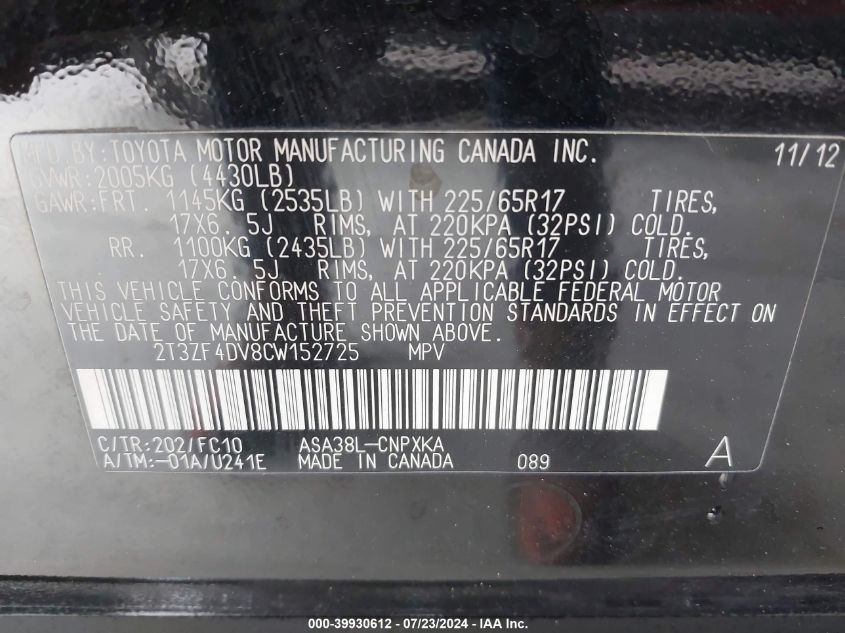 MFD.BY:TOYOTA MOTOR MANUFACTURING CANADA INC. 11/12
GVWR:2005KG (4430LB)
GAWR:FRT. 1145KG (2535LB) WITH 225/65R17 TIRES,
17X6.5J RIMS, AT 220KPA (32PSI) COLD.
RR. 1100KG (2435LB) WITH 225/65R17 TIRES,
17X6.5J RIMS, AT 220KPA (32PSI) COLD.
THIS VEHICLE CONFORMS TO ALL APPLICABLE FEDERAL MOTOR
VEHICLE SAFETY AND THEFT PREVENTION STANDARDS IN EFFECT ON
THE DATE OF MANUFACTURE SHOWN ABOVE.
2T3ZF4DV8CW152725 MPV
C/TR:202/FC10 ASA38L-CNPXKA
A/TM:-01A/U241E MADE IN CANADA 089 A
000-39930612 - 07/23/2024 - IAA Inc.